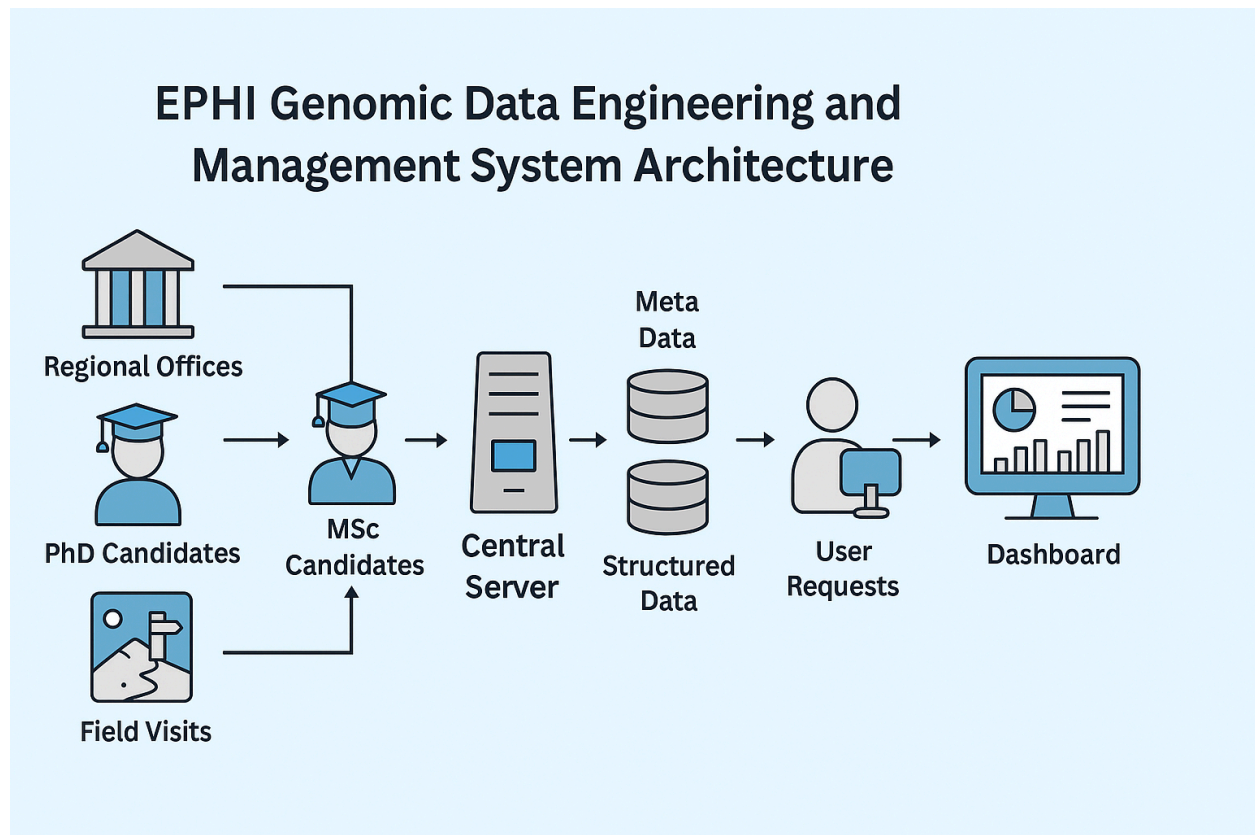 EPHI Genomic Data Engineering and
Management System Architecture
Regional Offices
PhD Candidates
Field Visits
MSc
Candidates
Central
Server
Meta
Data
Structured
Data
User
Requests
Dashboard